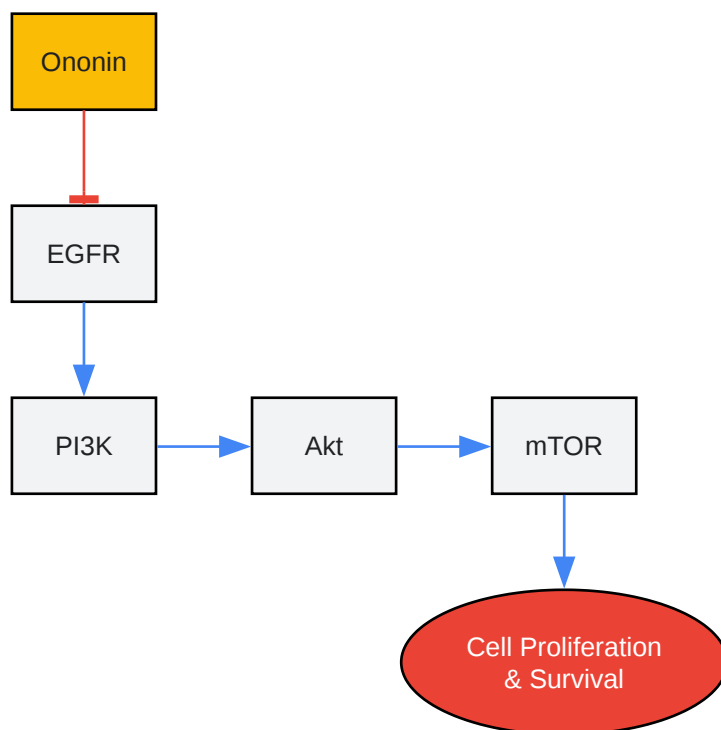 Ononin
EGFR
PI3K
Akt
mTOR
Cell Proliferation
& Survival